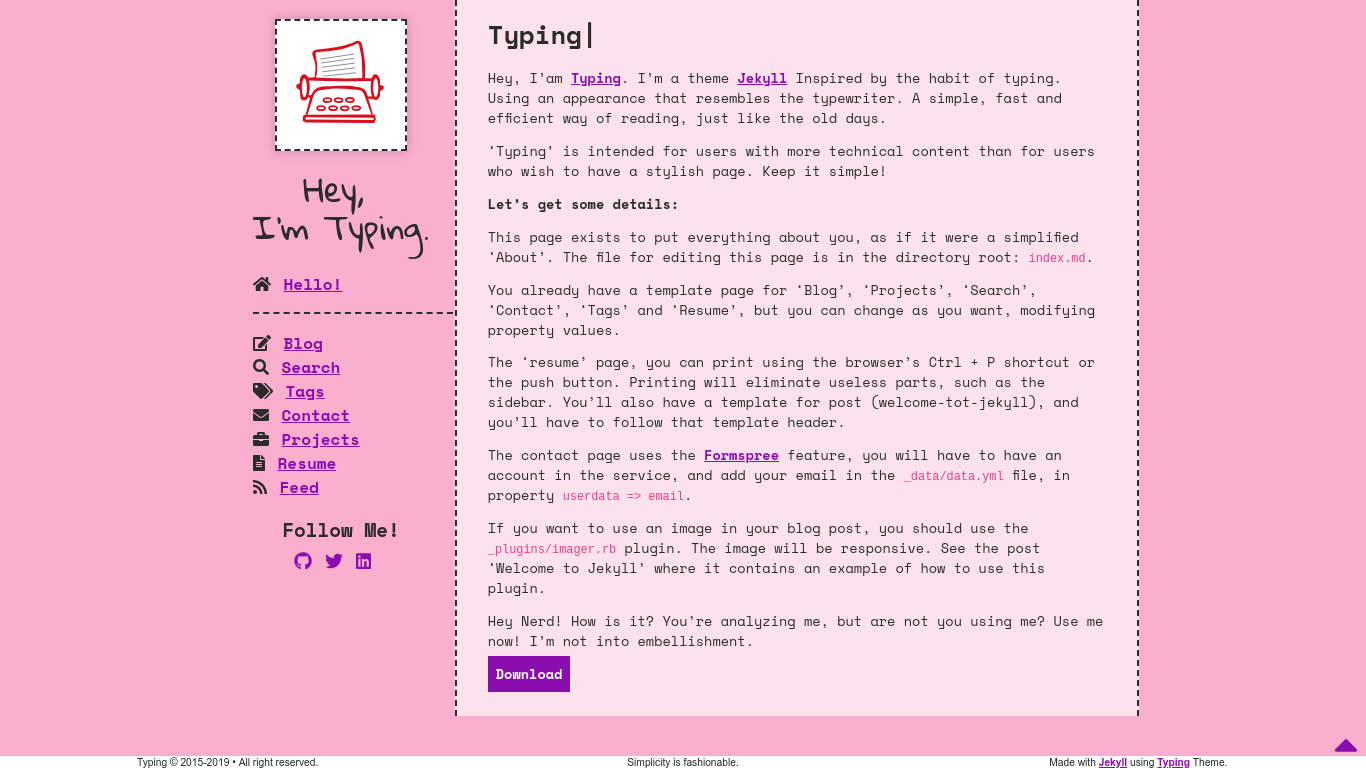 Hey,
I'm Typing.
Hello!
Blog
Search
Tags
Contact
Projects
Resume
Feed
Follow Me!
Typing|
Hey, I’am Typing. I’m a theme Jekyll Inspired by the habit of typing.
Using an appearance that resembles the typewriter. A simple, fast and
efficient way of reading, just like the old days.
‘Typing’ is intended for users with more technical content than for users
who wish to have a stylish page. Keep it simple!
Let’s get some details:
This page exists to put everything about you, as if it were a simplified
‘About’. The file for editing this page is in the directory root: index.md.
You already have a template page for ‘Blog’, ‘Projects’, ‘Search’,
‘Contact’, ‘Tags’ and ‘Resume’, but you can change as you want, modifying
property values.
The ‘resume’ page, you can print using the browser’s Ctrl + P shortcut or
the push button. Printing will eliminate useless parts, such as the
sidebar. You’ll also have a template for post (welcome-tot-jekyll), and
you’ll have to follow that template header.
The contact page uses the Formspree feature, you will have to have an
account in the service, and add your email in the _data/data.yml file, in
property userdata => email.
If you want to use an image in your blog post, you should use the
_plugins/imager.rb plugin. The image will be responsive. See the post
‘Welcome to Jekyll’ where it contains an example of how to use this
plugin.
Hey Nerd! How is it? You’re analyzing me, but are not you using me? Use me
now! I’m not into embellishment.
Download
Typing © 2015-2019 • All right reserved.
Simplicity is fashionable.
Made with Jekyll using Typing Theme.